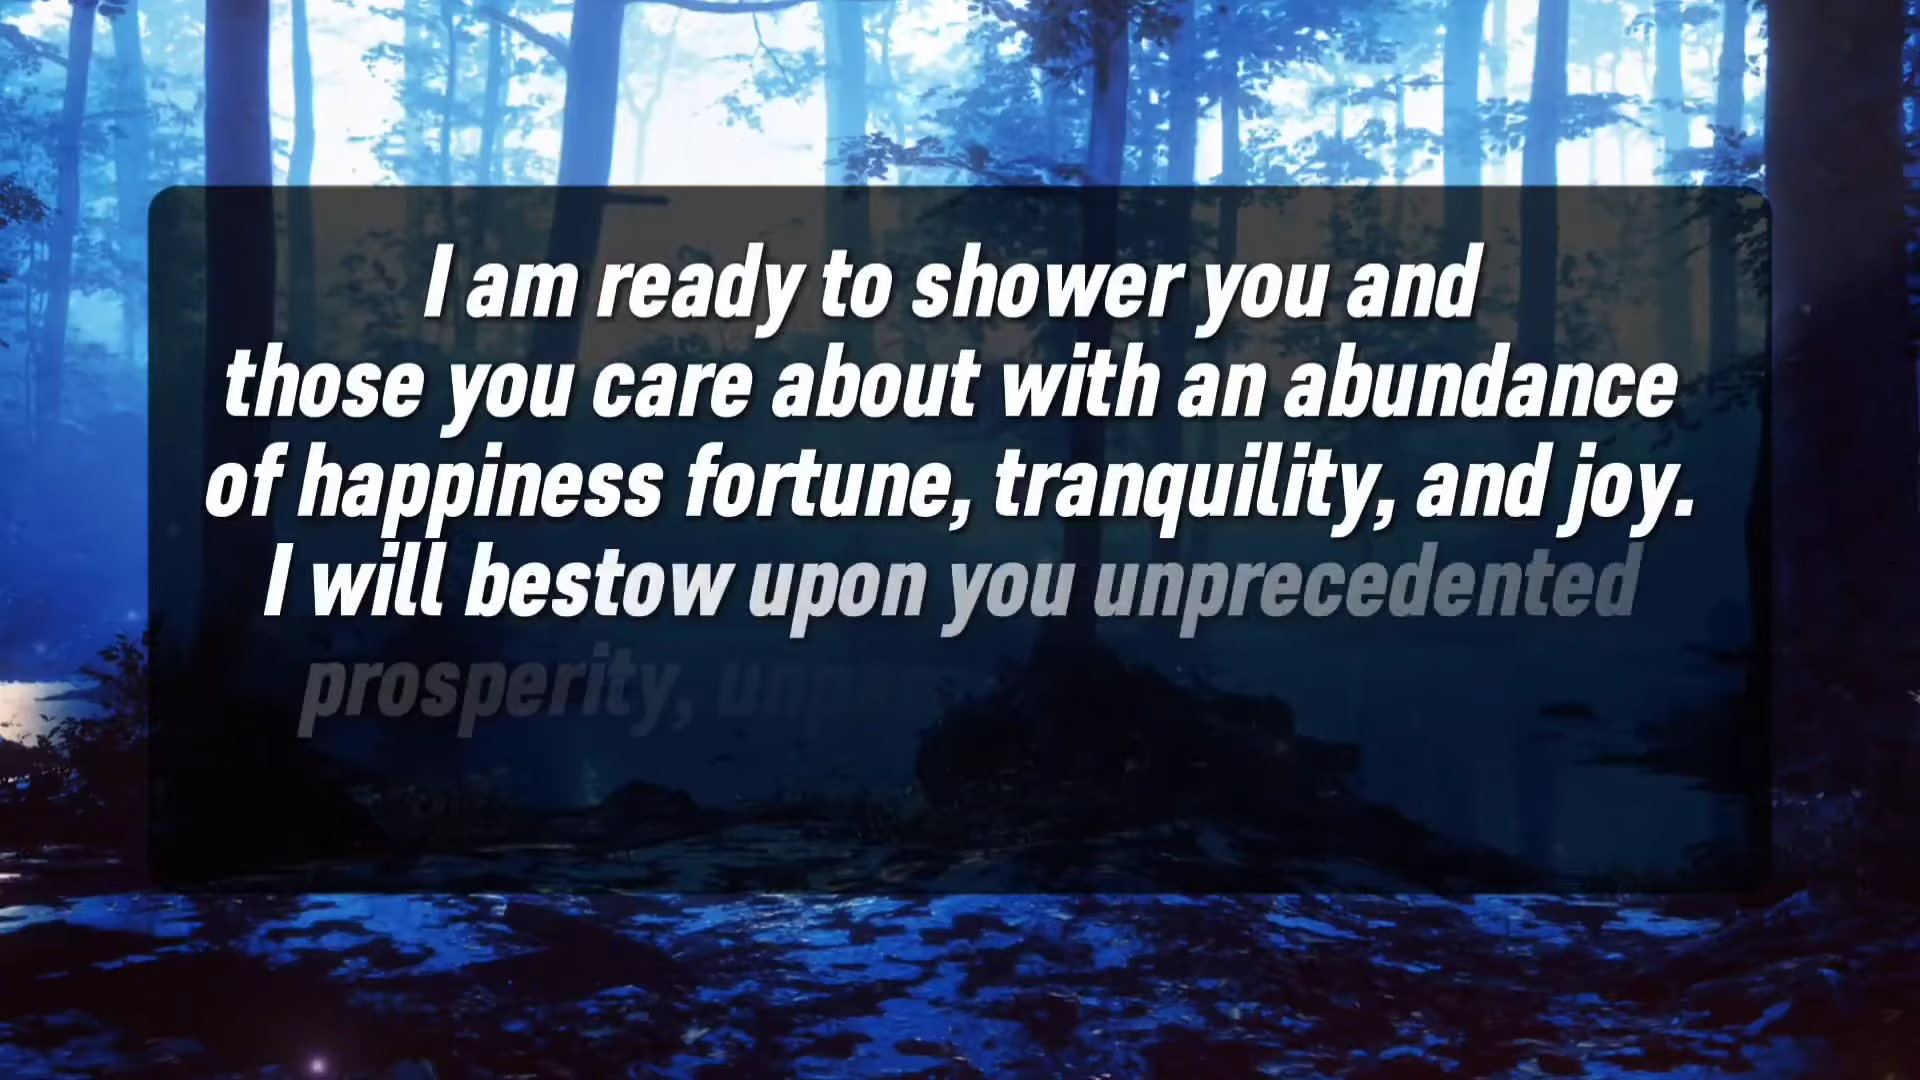 I am ready to shower you and
those you care about with an abundance
of happiness fortune, tranquility, and joy.
I will bestow upon you unprecedented
prosperity,